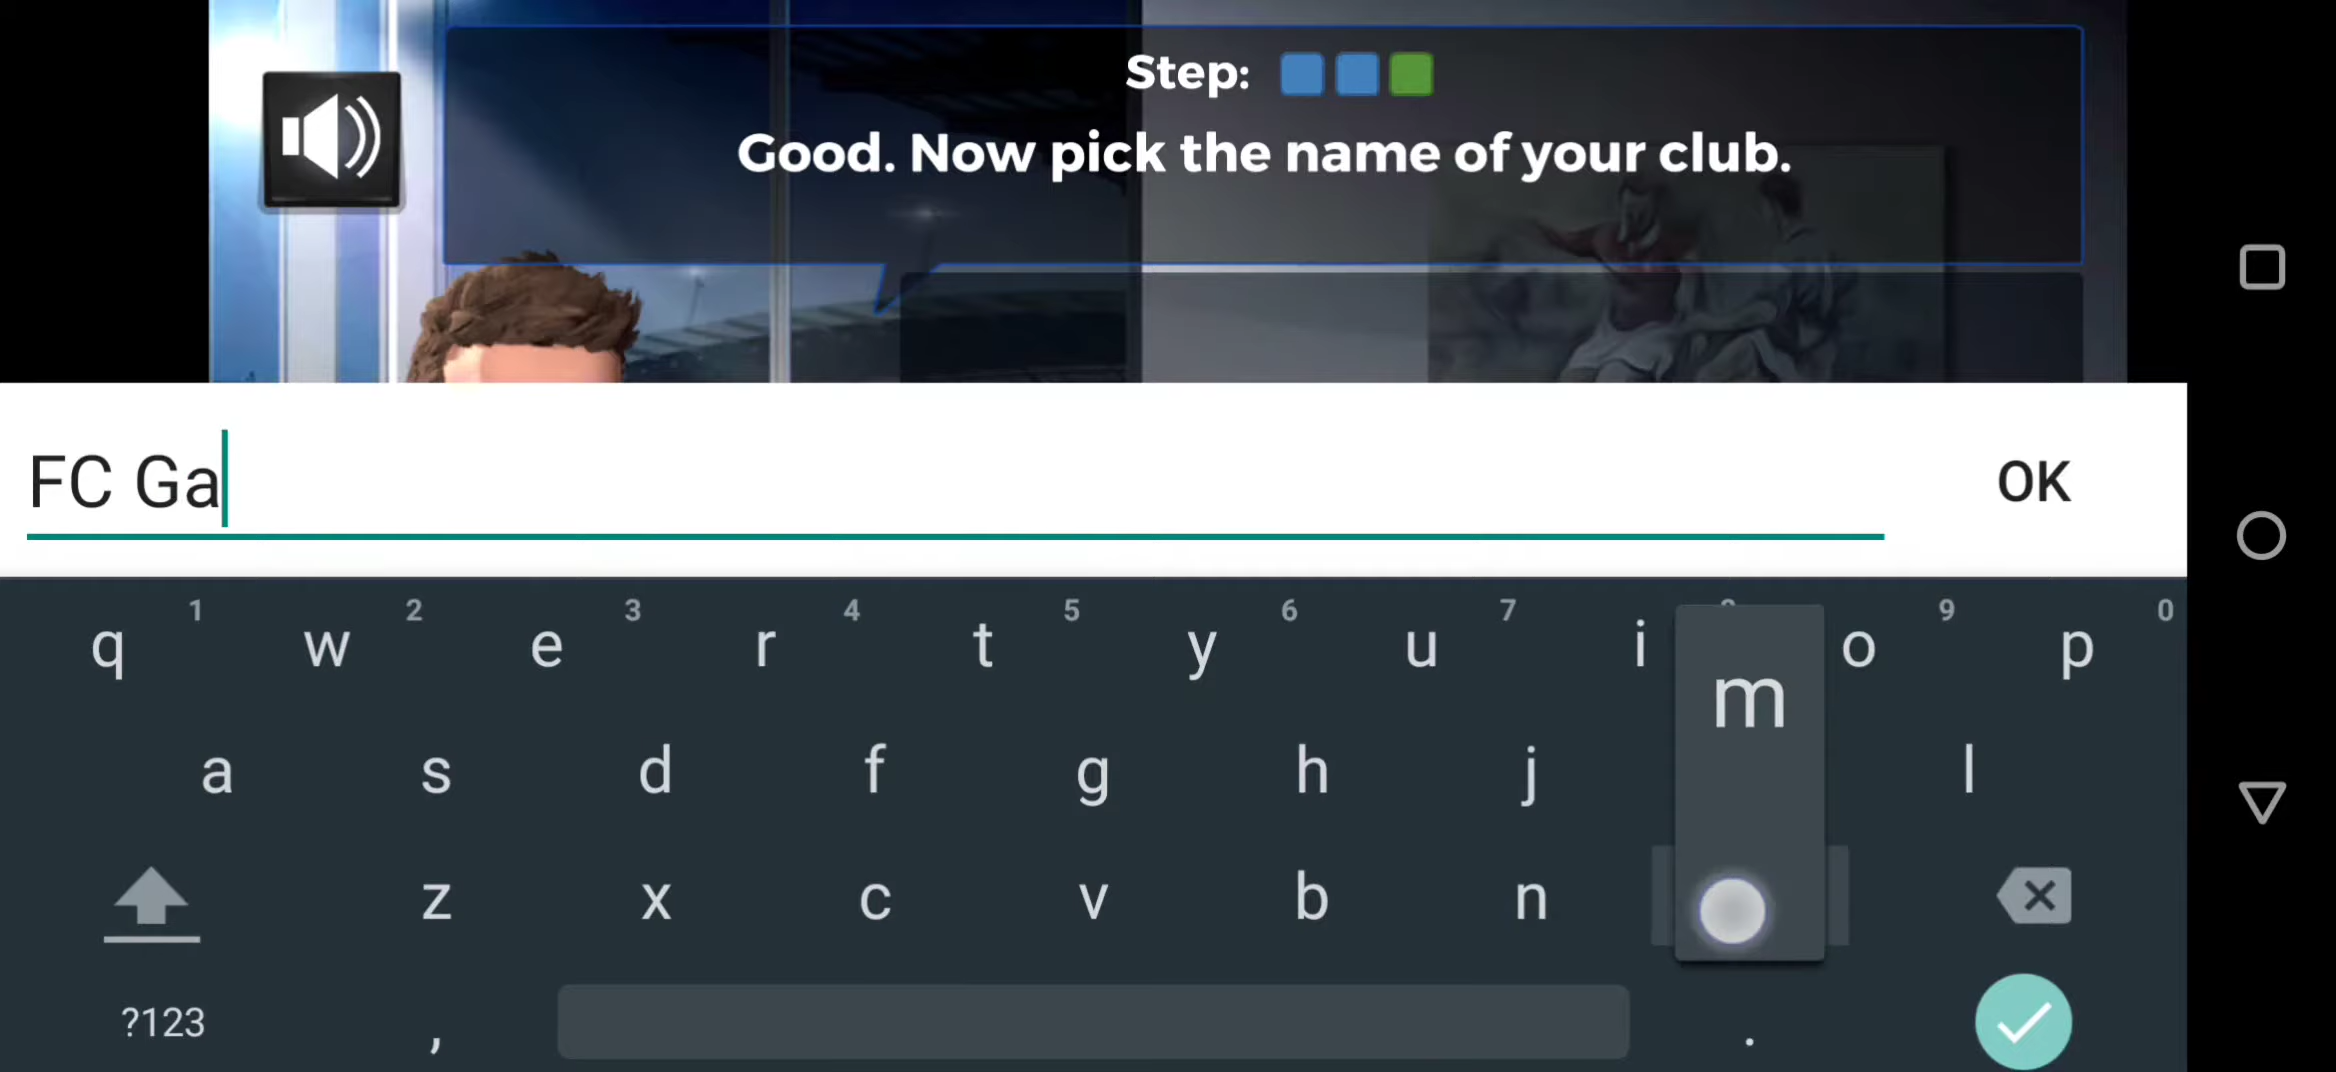 Step:
Good. Now pick the name of your club.
FC Ga
OK
1 2 3 4 5 6 7 9 0
q w e r t y u i o p
m
a s d f g h j l
z x c v b n
?123 , .